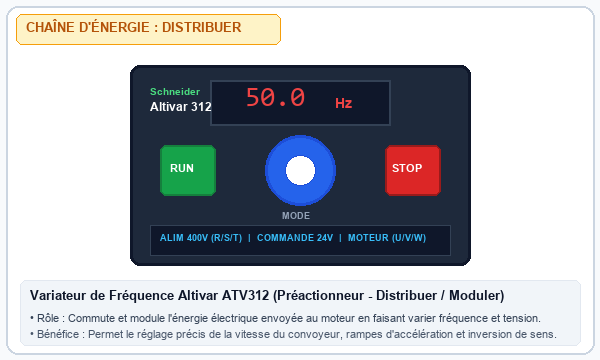 CHAÎNE D'ÉNERGIE : DISTRIBUER
Schneider
Altivar 312
50.0 Hz
RUN
STOP
MODE
ALIM 400V (R/S/T) | COMMANDE 24V | MOTEUR (U/V/W)
Variateur de Fréquence Altivar ATV312 (Préactionneur - Distribuer / Moduler)
• Rôle : Commute et module l'énergie électrique envoyée au moteur en faisant varier fréquence et tension.
• Bénéfice : Permet le réglage précis de la vitesse du convoyeur, rampes d'accélération et inversion de sens.